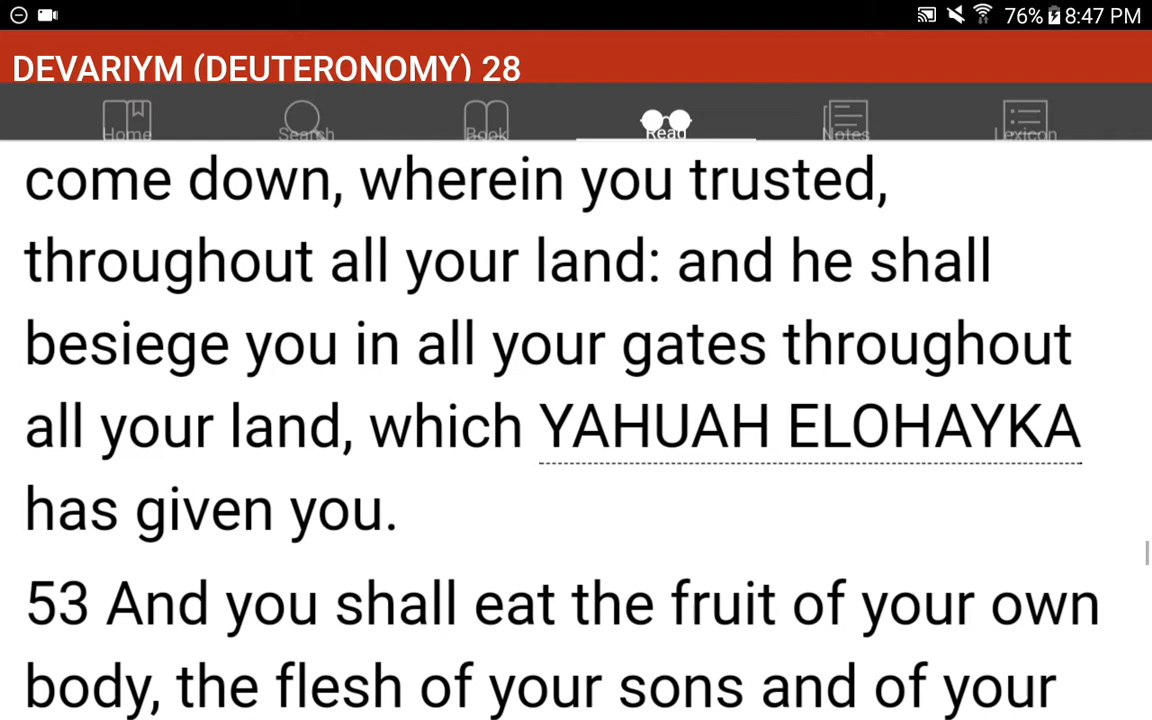 76% 8:47 PM
DEVARIYM (DEUTERONOMY) 28
Home Search Book Read Notes Lexicon
come down, wherein you trusted,
throughout all your land: and he shall
besiege you in all your gates throughout
all your land, which YAHUAH ELOHAYKA
has given you.
53 And you shall eat the fruit of your own
body, the flesh of your sons and of your